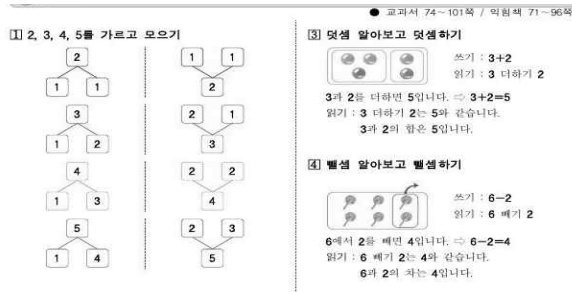 ● 교과서 74~101쪽 / 익힘책 71~96쪽
1 2, 3, 4, 5를 가르고 모으기
2
1 1
1 1
2
3
1 2
2 1
3
4
1 3
2 2
4
5
1 4
2 3
5
3 덧셈 알아보고 덧셈하기
쓰기 : 3+2
읽기 : 3 더하기 2
3과 2를 더하면 5입니다. ⇨ 3+2=5
읽기 : 3 더하기 2는 5와 같습니다.
3과 2의 합은 5입니다.
4 뺄셈 알아보고 뺄셈하기
쓰기 : 6-2
읽기 : 6 빼기 2
6에서 2를 빼면 4입니다. ⇨ 6-2=4
읽기 : 6 빼기 2는 4와 같습니다.
6과 2의 차는 4입니다.